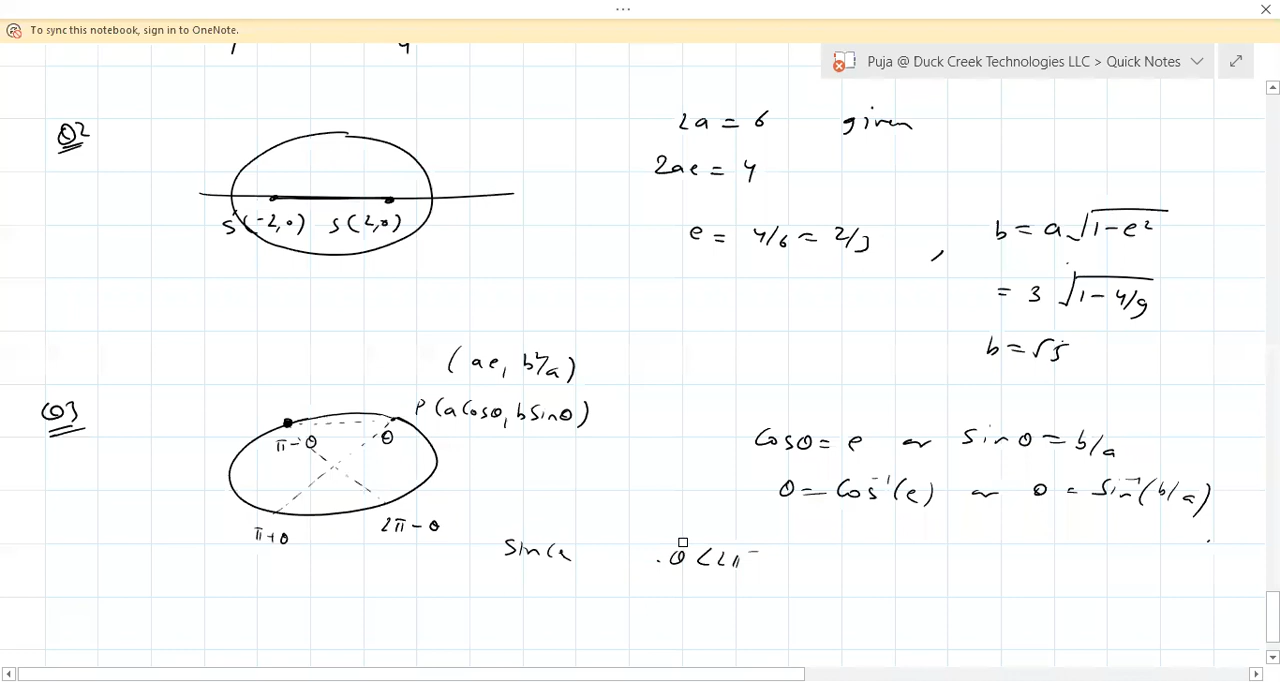 To sync this notebook, sign in to OneNote.
Puja @ Duck Creek Technologies LLC > Quick Notes
Q2
S'(-2,0) S(2,0)
2a = 6 given
2ae = 4
e = 4/6 = 2/3 ,
b = a√(1-e²)
= 3 √(1-4/9)
b = √5
Q3
(ae, b²/a)
P(a cosθ, b sinθ)
π-θ θ
π+θ 2π-θ
cosθ = e or sinθ = b/a
θ = cos⁻¹(e) or θ = sin⁻¹(b/a)
since θ < 2π